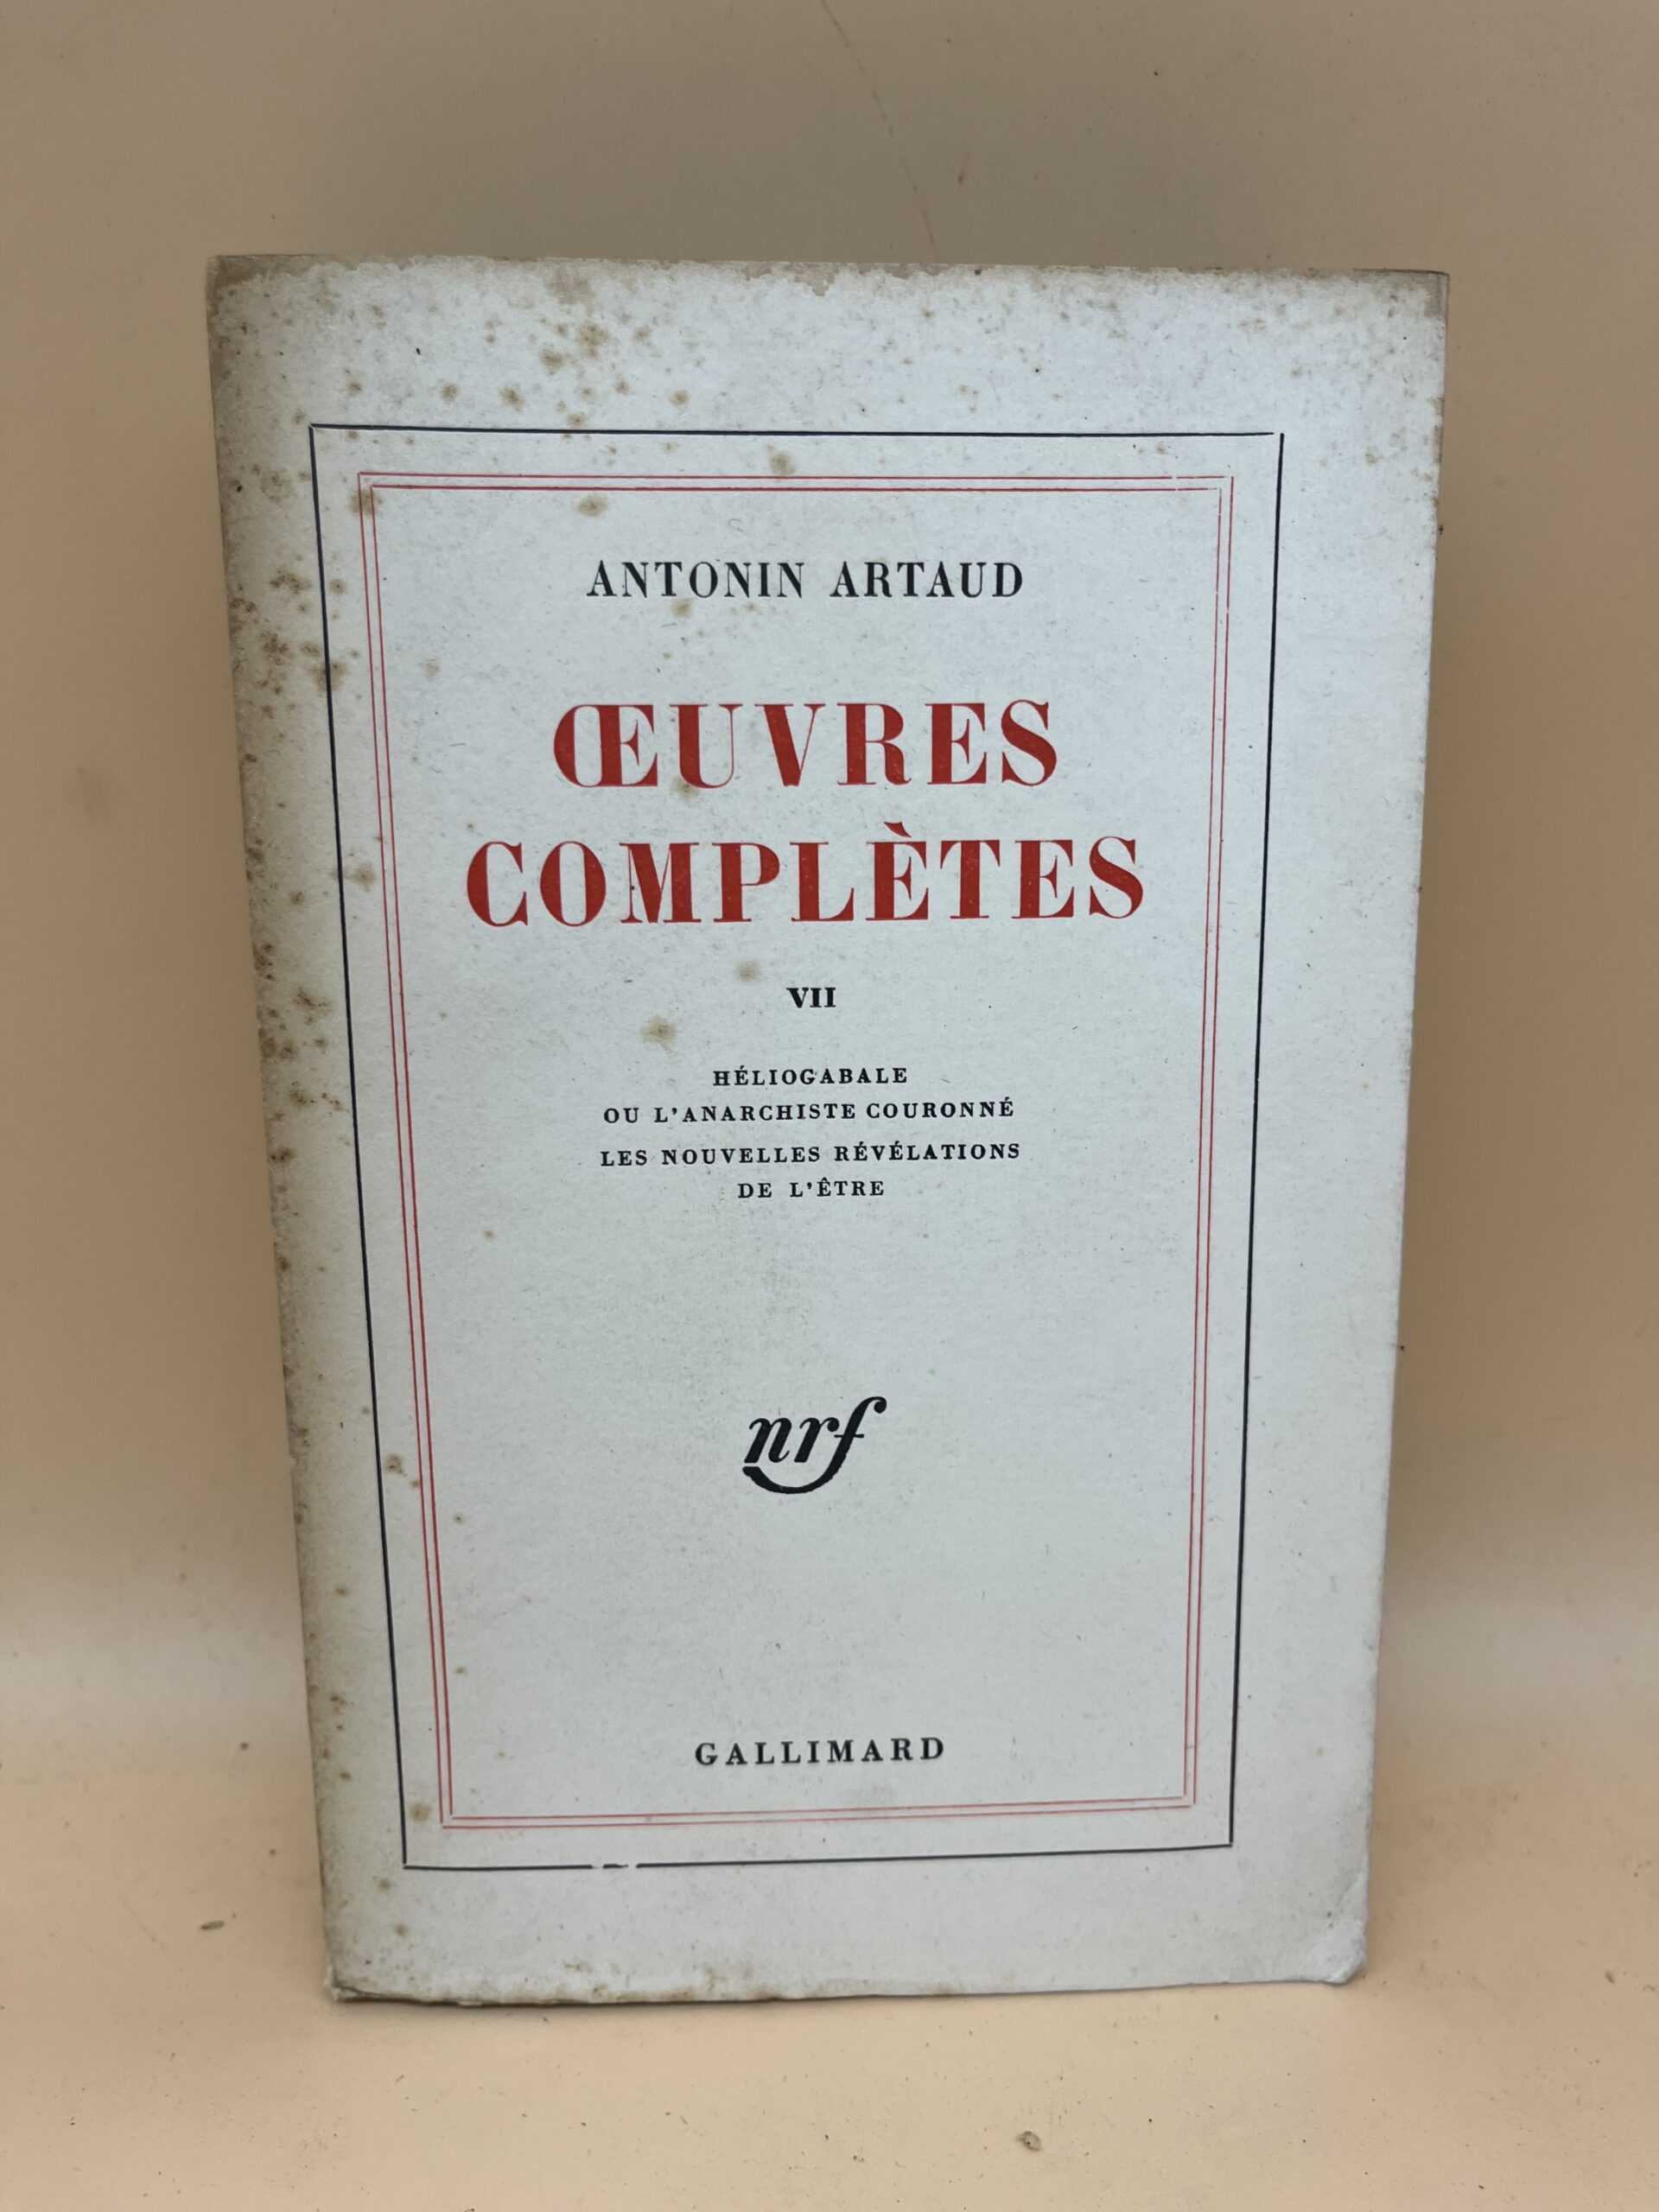 ANTONIN ARTAUD
ŒUVRES
COMPLÈTES
VII
HÉLIOGABALE
OU L'ANARCHISTE COURONNÉ
LES NOUVELLES RÉVÉLATIONS
DE L'ÊTRE
nrf
GALLIMARD